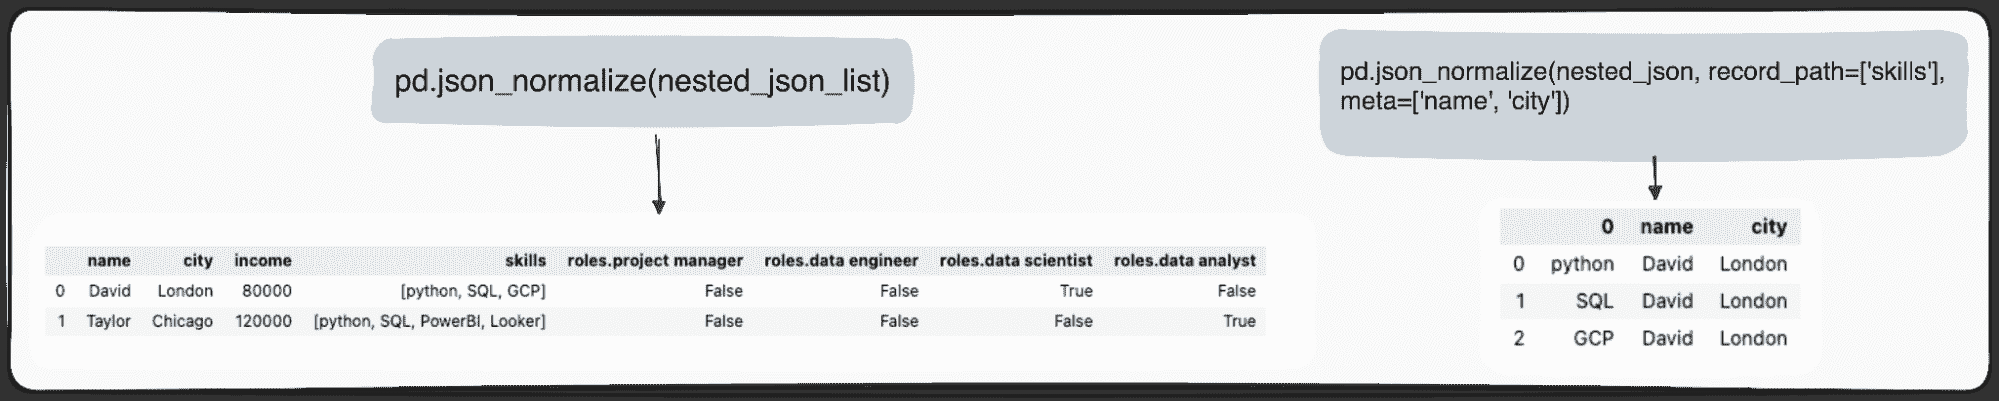 pd.json_normalize(nested_json_list)
name city income skills roles.project manager roles.data engineer roles.data scientist roles.data analyst
0 David London 80000 [python, SQL, GCP] False False True False
1 Taylor Chicago 120000 [python, SQL, PowerBI, Looker] False False False True
pd.json_normalize(nested_json, record_path=['skills'],
meta=['name', 'city'])
0 name city
0 python David London
1 SQL David London
2 GCP David London